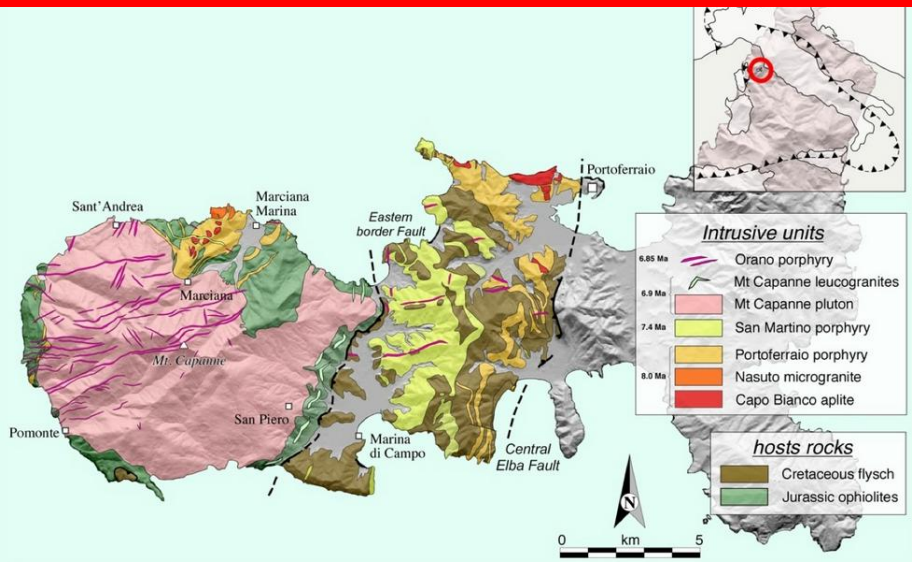 Portoferraio
Marciana
Marina
Sant'Andrea
Eastern
border Fault
Marciana
Mt. Capanne
San Piero
Pomonte
Marina
di Campo
Central
Elba Fault
N
0 km 5
Intrusive units
6.85 Ma
Orano porphyry
Mt Capanne leucogranites
6.9 Ma
Mt Capanne pluton
7.4 Ma
San Martino porphyry
Portoferraio porphyry
8.0 Ma
Nasuto microgranite
Capo Bianco aplite
hosts rocks
Cretaceous flysch
Jurassic ophiolites